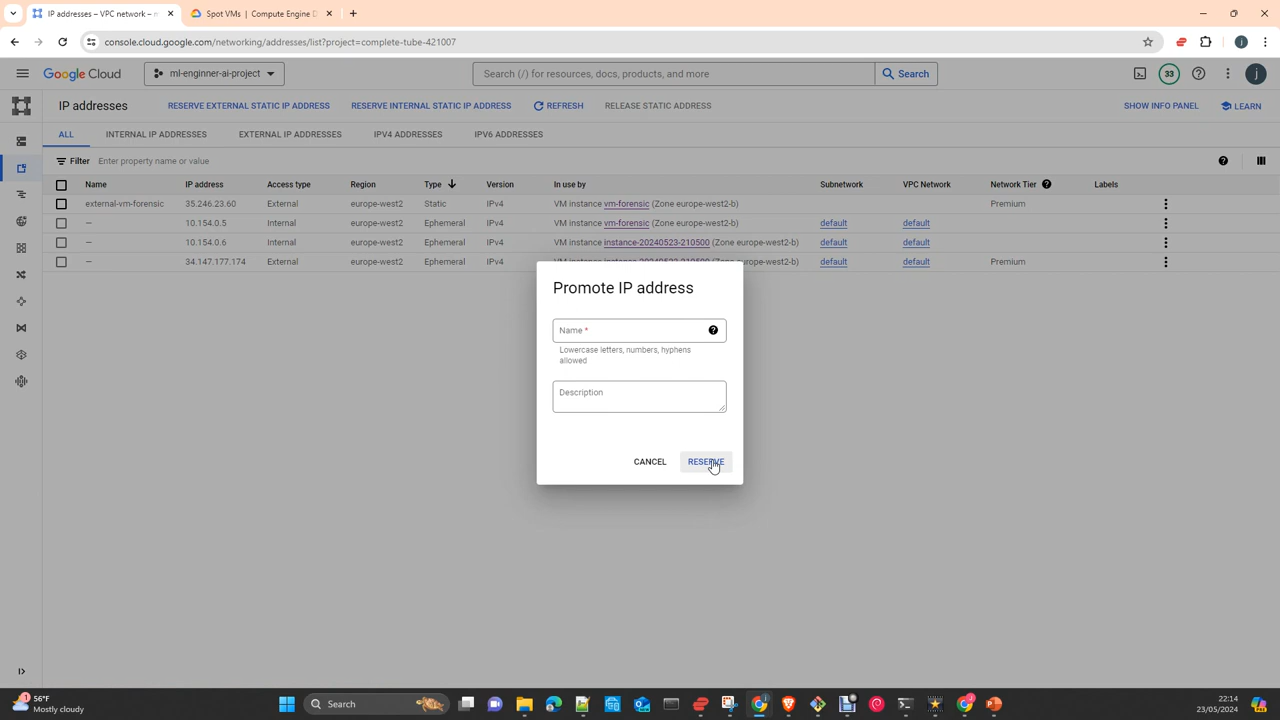 IP addresses – VPC network – m
Spot VMs | Compute Engine D
console.cloud.google.com/networking/addresses/list?project=complete-tube-421007
Google Cloud
ml-enginner-ai-project
Search (/) for resources, docs, products, and more
Search
33
IP addresses
RESERVE EXTERNAL STATIC IP ADDRESS
RESERVE INTERNAL STATIC IP ADDRESS
REFRESH
RELEASE STATIC ADDRESS
SHOW INFO PANEL
LEARN
ALL
INTERNAL IP ADDRESSES
EXTERNAL IP ADDRESSES
IPV4 ADDRESSES
IPV6 ADDRESSES
Filter Enter property name or value
Name IP address Access type Region Type Version In use by Subnetwork VPC Network Network Tier Labels
external-vm-forensic 35.246.23.60 External europe-west2 Static IPv4 VM instance vm-forensic (Zone europe-west2-b) Premium
– 10.154.0.5 Internal europe-west2 Ephemeral IPv4 VM instance vm-forensic (Zone europe-west2-b) default default
– 10.154.0.6 Internal europe-west2 Ephemeral IPv4 VM instance instance-20240523-210500 (Zone europe-west2-b) default default
– 34.147.177.174 External europe-west2 Ephemeral IPv4 VM instance instance-20240523-210500 (Zone europe-west2-b) default default Premium
Promote IP address
Name *
Lowercase letters, numbers, hyphens
allowed
Description
CANCEL
RESERVE
56°F
Mostly cloudy
Search
22:14
23/05/2024